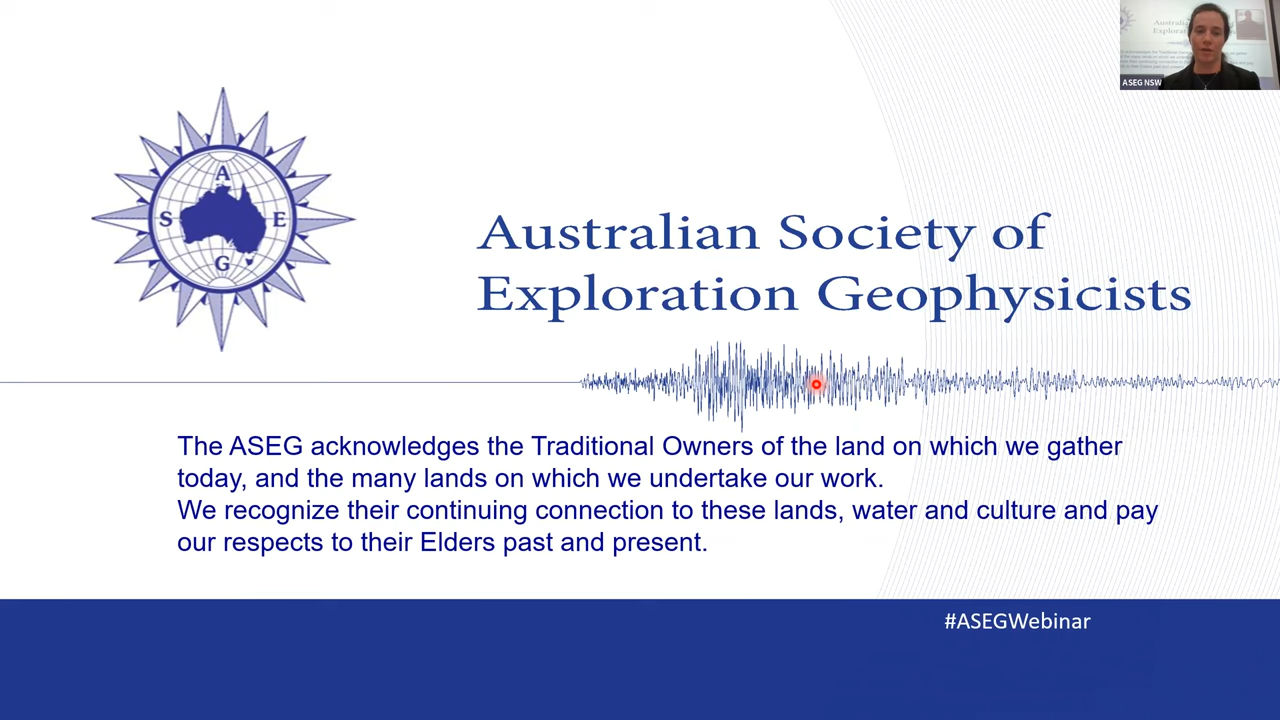 A
S E
G
Australian Society of
Exploration Geophysicists
The ASEG acknowledges the Traditional Owners of the land on which we gather
today, and the many lands on which we undertake our work.
We recognize their continuing connection to these lands, water and culture and pay
our respects to their Elders past and present.
#ASEGWebinar
ASEG NSW